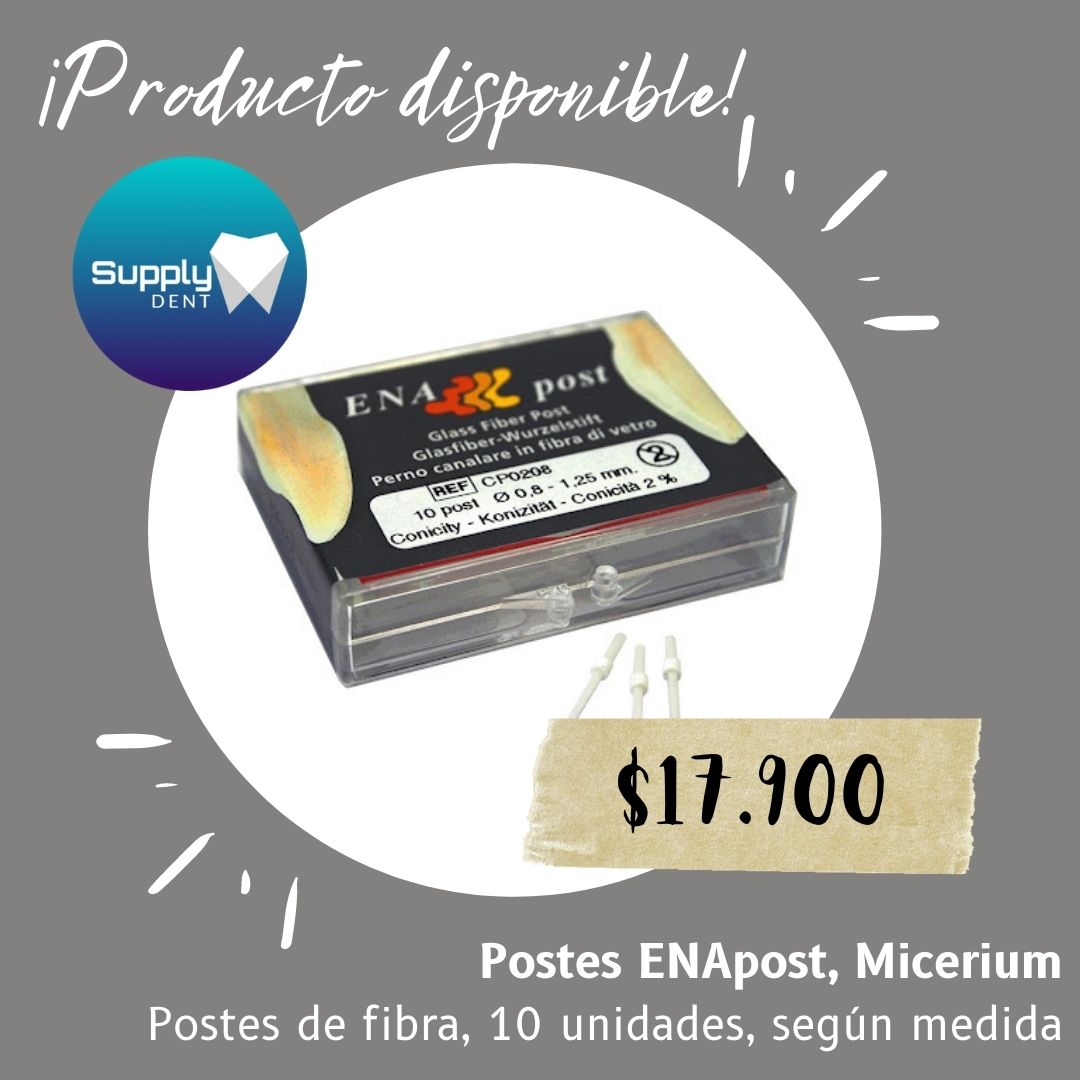 ¡Producto disponible!
Supply
DENT
ENA post
Glass Fiber Post
Glasfiber-Wurzelstift
Perno canalare in fibra di vetro
REF CP0208
10 post Ø 0,8 - 1,25 mm.
Conicity - Konizität - Conicità 2 %
2
$17.900
Postes ENApost, Micerium
Postes de fibra, 10 unidades, según medida